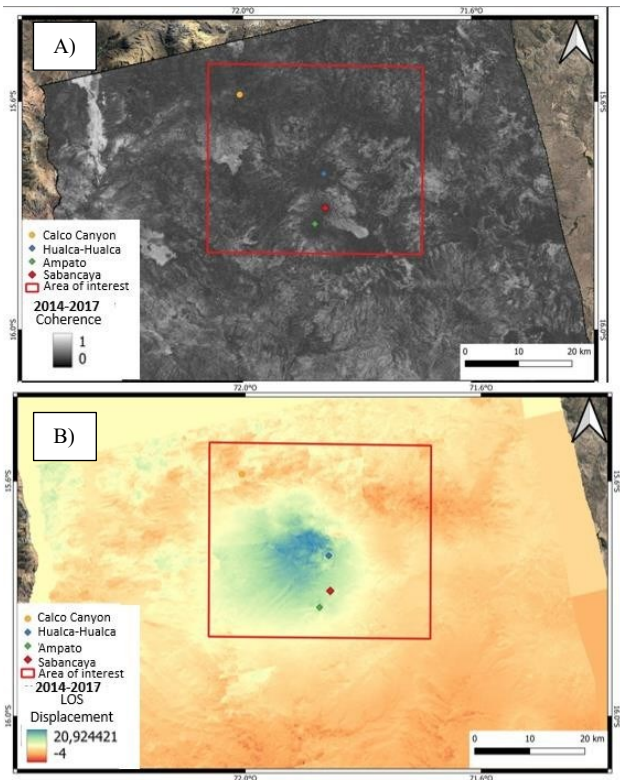 A)
72.0°O
71.6°O
15.6°S
15.6°S
Calco Canyon
Hualca-Hualca
Ampato
Sabancaya
Area of interest
2014-2017
Coherence
1
0
16.0°S
16.0°S
0 10 20 km
72.0°O
71.6°O
B)
15.6°S
15.6°S
Calco Canyon
Hualca-Hualca
'Ampato
Sabancaya
Area of interest
2014-2017
LOS
Displacement
20,924421
-4
16.0°S
16.0°S
0 10 20 km
72.0°O
71.6°O